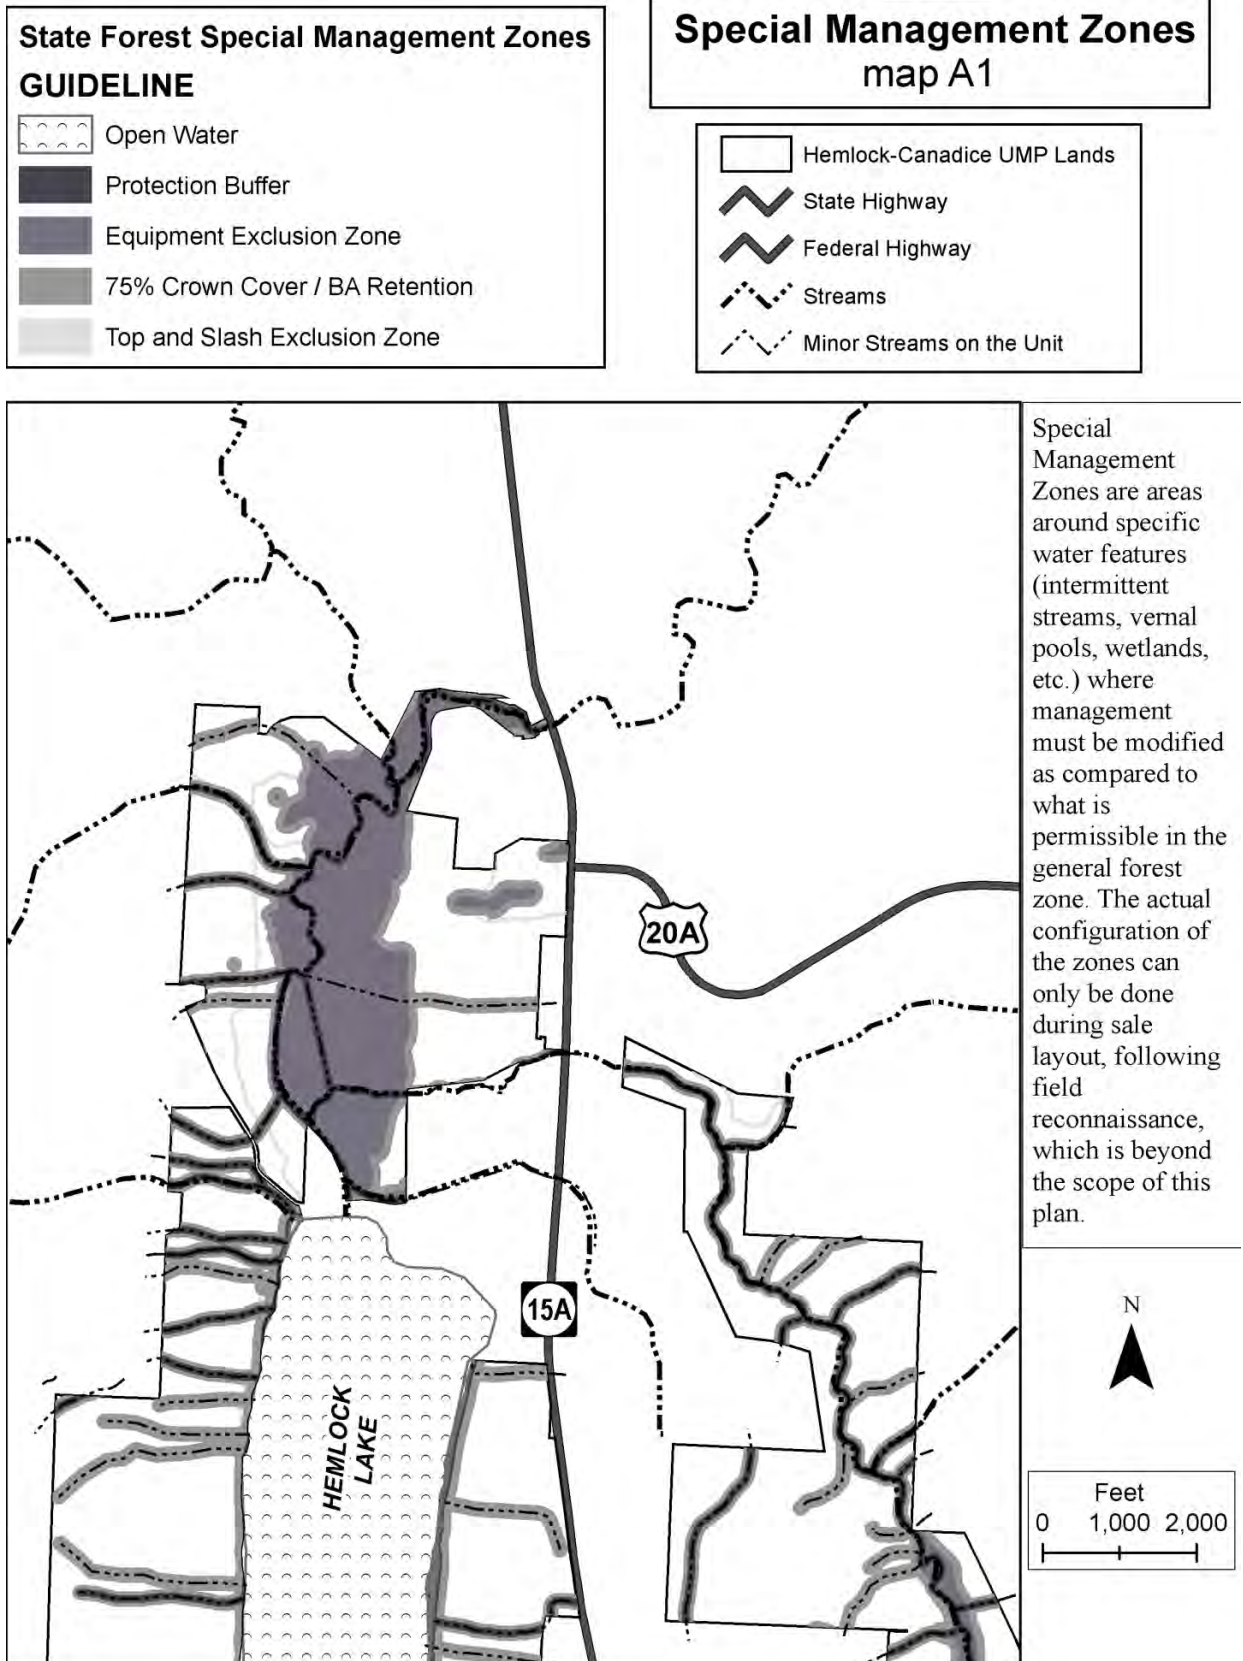 State Forest Special Management Zones
GUIDELINE
Open Water
Protection Buffer
Equipment Exclusion Zone
75% Crown Cover / BA Retention
Top and Slash Exclusion Zone
Special Management Zones
map A1
Hemlock-Canadice UMP Lands
State Highway
Federal Highway
Streams
Minor Streams on the Unit
20A
15A
HEMLOCK
LAKE
Special
Management
Zones are areas
around specific
water features
(intermittent
streams, vernal
pools, wetlands,
etc.) where
management
must be modified
as compared to
what is
permissible in the
general forest
zone. The actual
configuration of
the zones can
only be done
during sale
layout, following
field
reconnaissance,
which is beyond
the scope of this
plan.
N
Feet
0 1,000 2,000